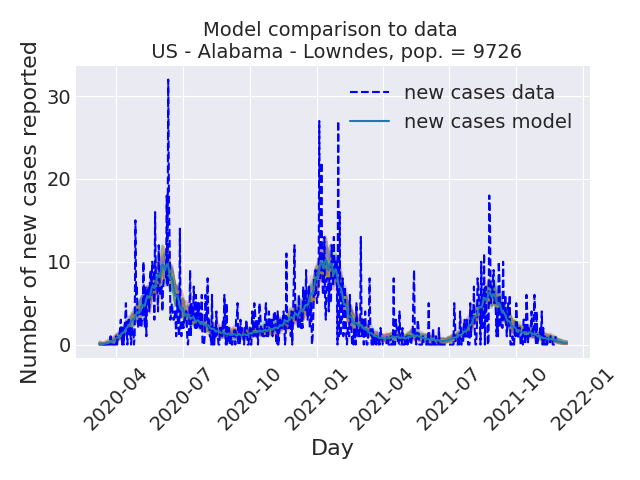 Model comparison to data
US - Alabama - Lowndes, pop. = 9726
Number of new cases reported
30
20
10
0
new cases data
new cases model
2020-04
2020-07
2020-10
2021-01
2021-04
2021-07
2021-10
2022-01
Day